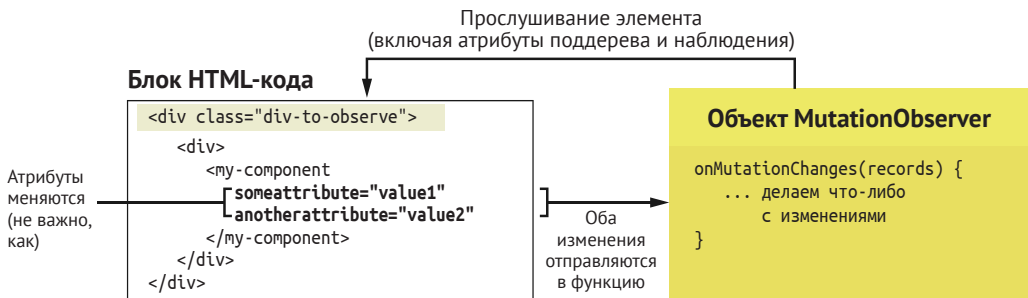 Прослушивание элемента
(включая атрибуты поддерева и наблюдения)
Блок HTML-кода
<div class="div-to-observe">
<div>
<my-component
someattribute="value1"
anotherattribute="value2"
</my-component>
</div>
</div>
Атрибуты
меняются
(не важно,
как)
Оба
изменения
отправляются
в функцию
Объект MutationObserver
onMutationChanges(records) {
... делаем что-либо
с изменениями
}